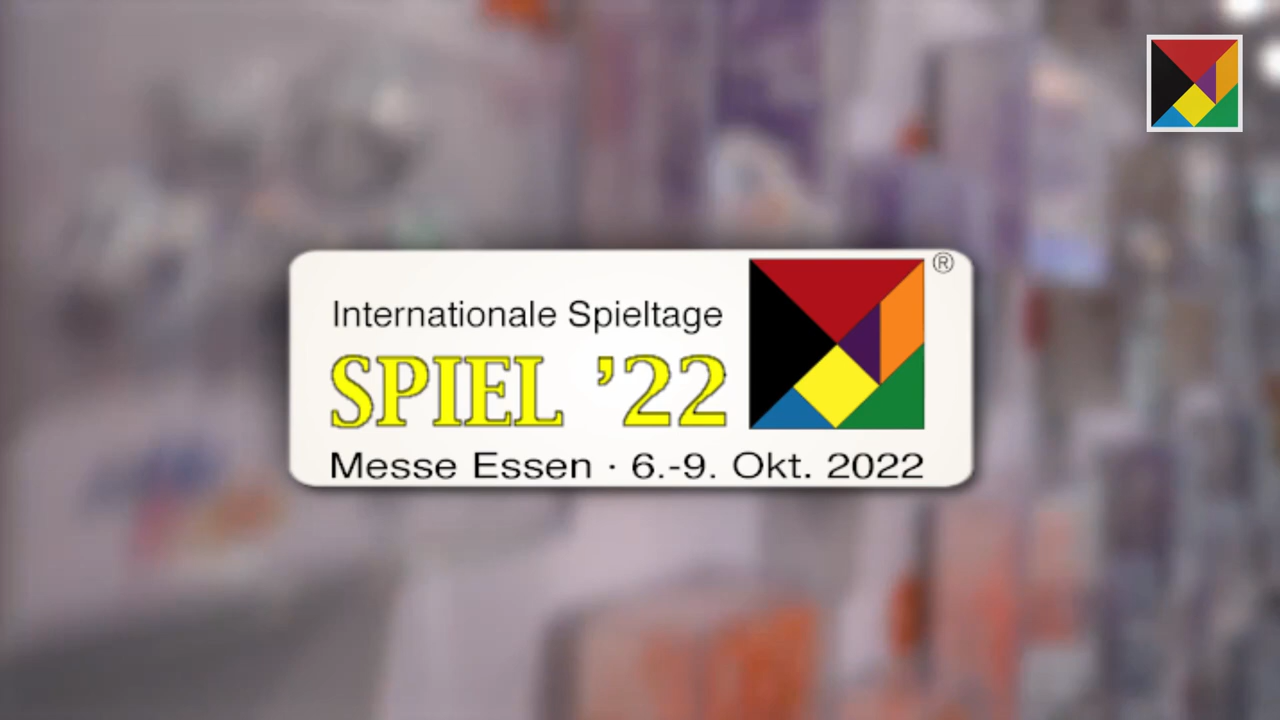 Internationale Spieltage
SPIEL ’22
Messe Essen · 6.-9. Okt. 2022
®